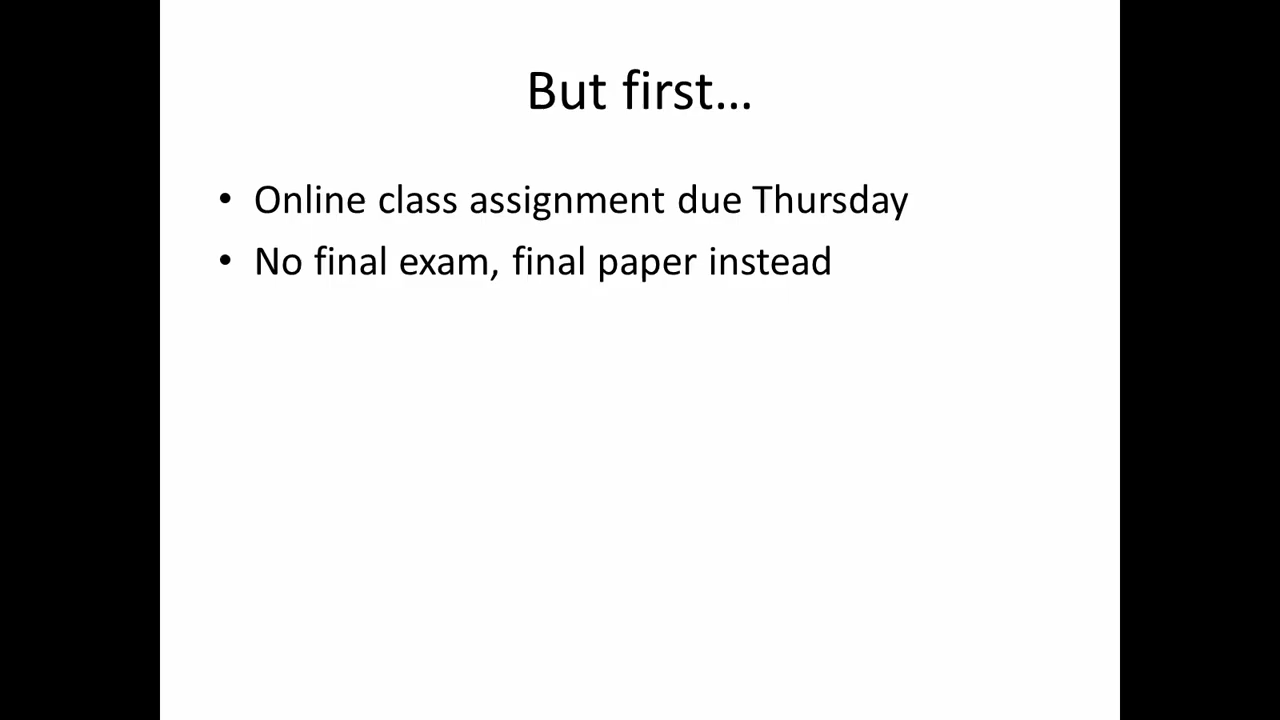 But first…
• Online class assignment due Thursday
• No final exam, final paper instead